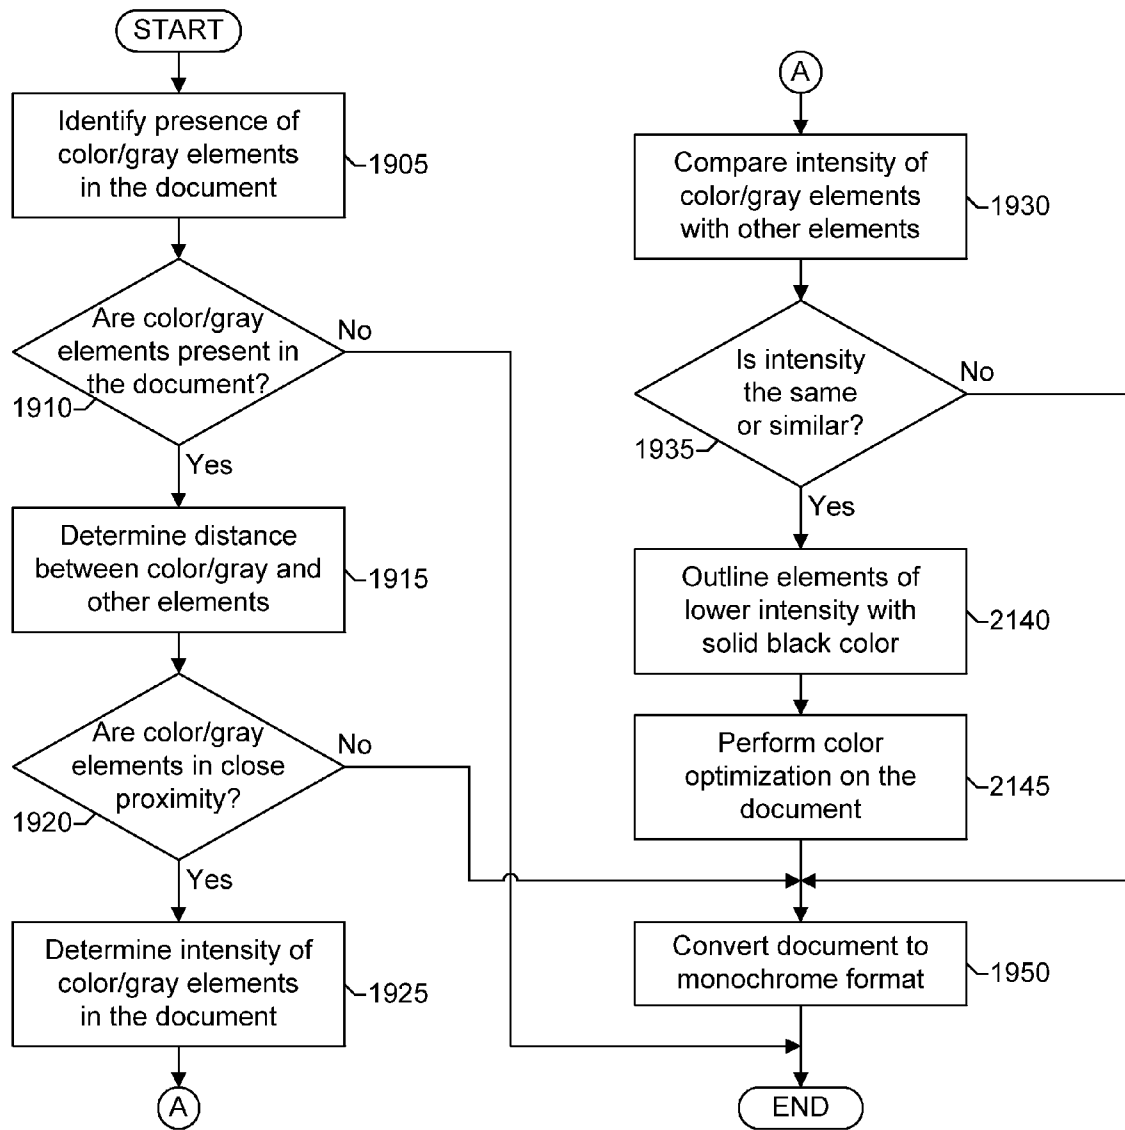 START
Identify presence of
color/gray elements
in the document
1905
Are color/gray
elements present in
the document?
No
1910
Yes
Determine distance
between color/gray and
other elements
1915
Are color/gray
elements in close
proximity?
No
1920
Yes
Determine intensity of
color/gray elements
in the document
1925
A
A
Compare intensity of
color/gray elements
with other elements
1930
Is intensity
the same
or similar?
No
1935
Yes
Outline elements of
lower intensity with
solid black color
2140
Perform color
optimization on the
document
2145
Convert document to
monochrome format
1950
END